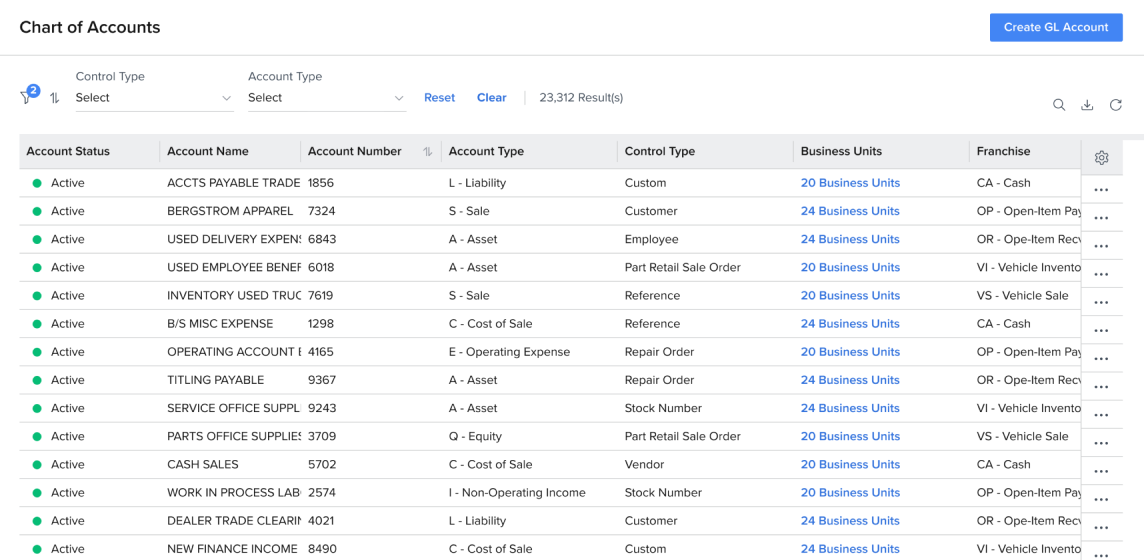 Chart of Accounts
Create GL Account
2
Control Type
Select
Account Type
Select
Reset
Clear
23,312 Result(s)
Account Status Account Name Account Number Account Type Control Type Business Units Franchise
Active ACCTS PAYABLE TRADE 1856 L - Liability Custom 20 Business Units CA - Cash
Active BERGSTROM APPAREL 7324 S - Sale Customer 24 Business Units OP - Open-Item Pay
Active USED DELIVERY EXPENS 6843 A - Asset Employee 24 Business Units OR - Ope-Item Recv
Active USED EMPLOYEE BENEF 6018 A - Asset Part Retail Sale Order 20 Business Units VI - Vehicle Invento
Active INVENTORY USED TRUC 7619 S - Sale Reference 20 Business Units VS - Vehicle Sale
Active B/S MISC EXPENSE 1298 C - Cost of Sale Reference 24 Business Units CA - Cash
Active OPERATING ACCOUNT 4165 E - Operating Expense Repair Order 20 Business Units OP - Open-Item Pay
Active TITLING PAYABLE 9367 A - Asset Repair Order 24 Business Units OR - Ope-Item Recv
Active SERVICE OFFICE SUPPL 9243 A - Asset Stock Number 24 Business Units VI - Vehicle Invento
Active PARTS OFFICE SUPPLIES 3709 Q - Equity Part Retail Sale Order 20 Business Units VS - Vehicle Sale
Active CASH SALES 5702 C - Cost of Sale Vendor 20 Business Units CA - Cash
Active WORK IN PROCESS LAB 2574 I - Non-Operating Income Stock Number 20 Business Units OP - Open-Item Pay
Active DEALER TRADE CLEARIN 4021 L - Liability Customer 24 Business Units OR - Ope-Item Recv
Active NEW FINANCE INCOME 8490 C - Cost of Sale Custom 24 Business Units VI - Vehicle Invento